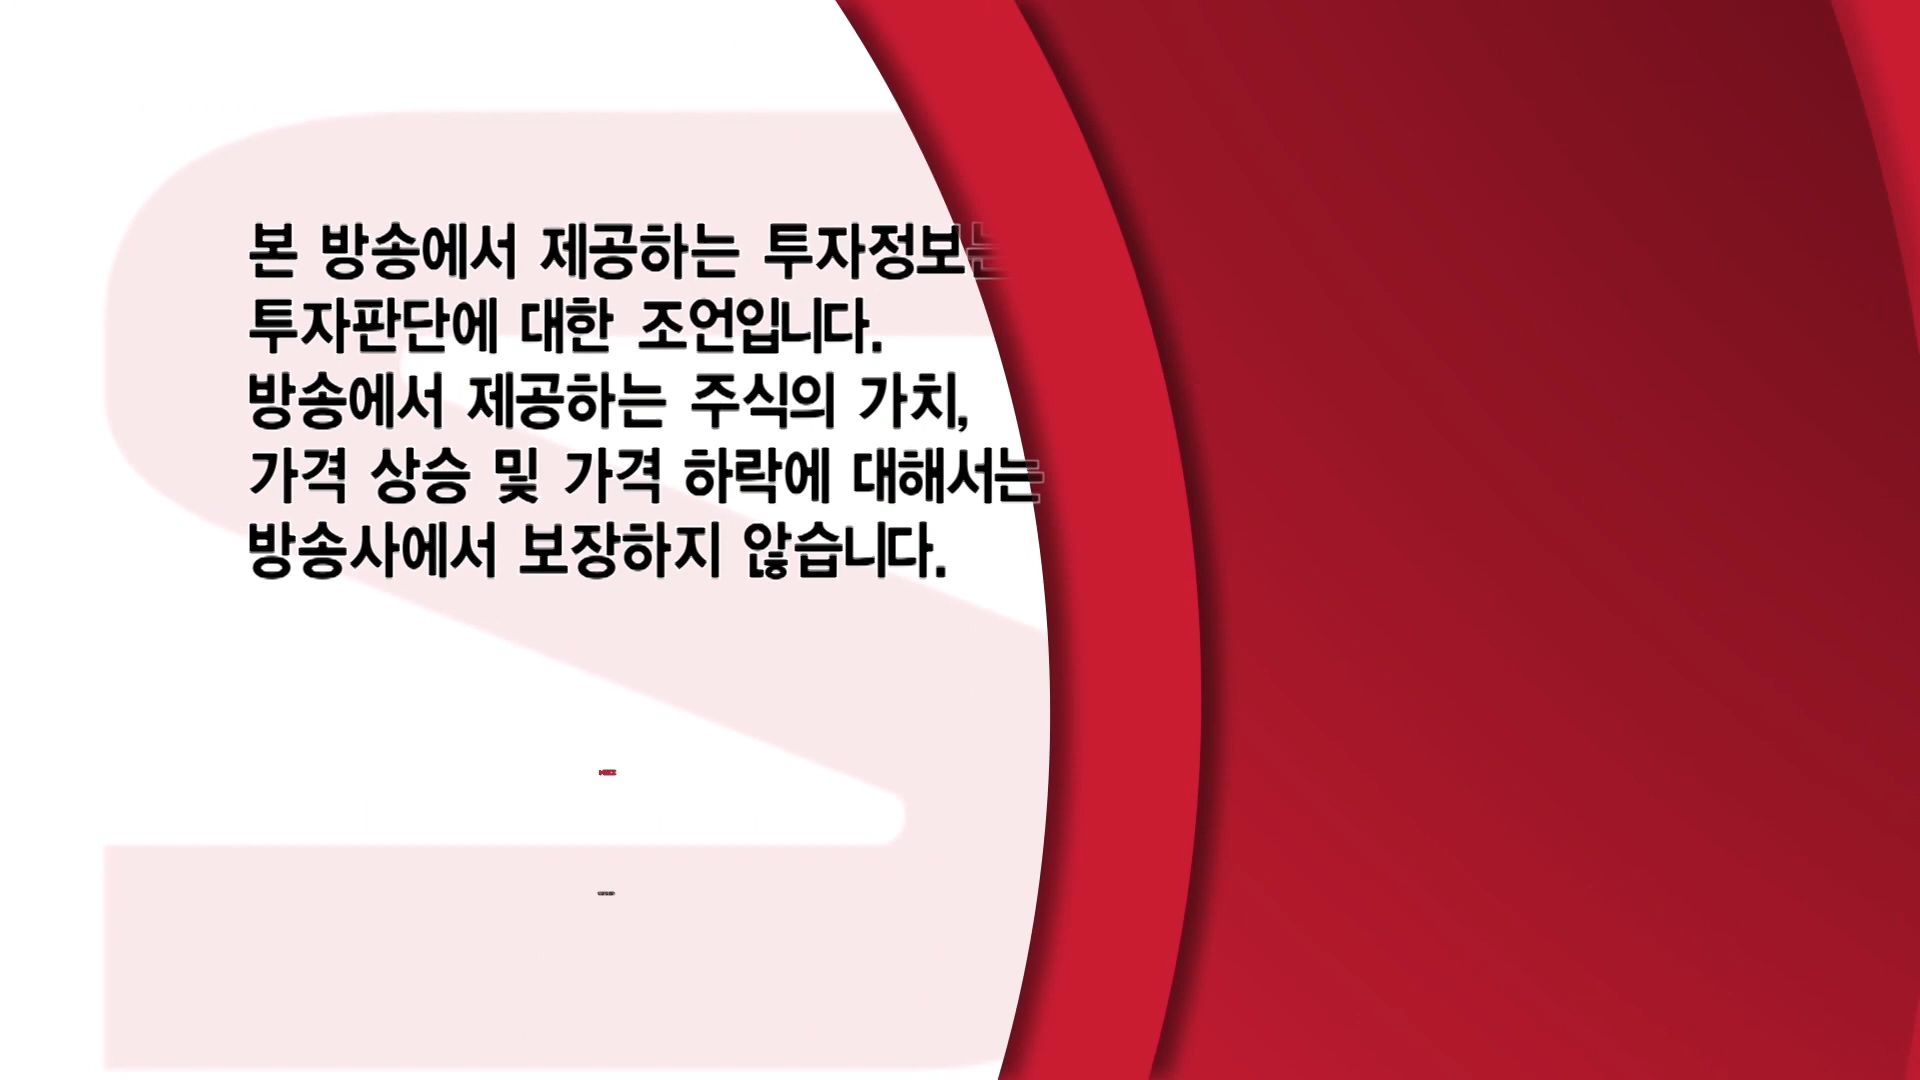 본 방송에서 제공하는 투자정보는
투자판단에 대한 조언입니다.
방송에서 제공하는 주식의 가치,
가격 상승 및 가격 하락에 대해서는
방송사에서 보장하지 않습니다.